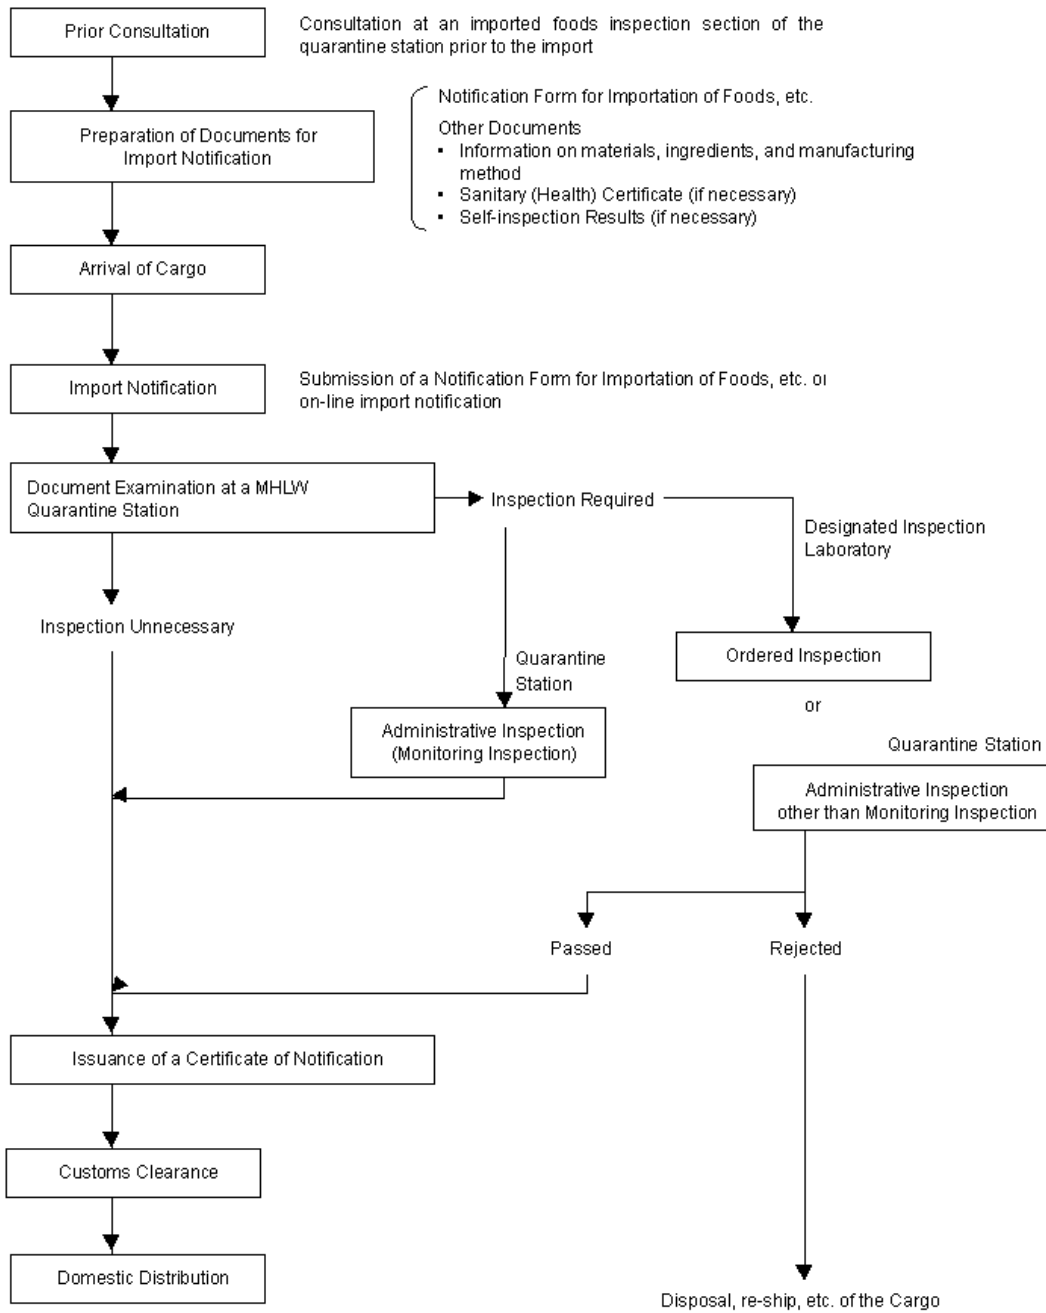 Prior Consultation
Consultation at an imported foods inspection section of the
quarantine station prior to the import
Notification Form for Importation of Foods, etc.
Preparation of Documents for
Import Notification
Other Documents
▪ Information on materials, ingredients, and manufacturing
method
▪ Sanitary (Health) Certificate (if necessary)
▪ Self-inspection Results (if necessary)
Arrival of Cargo
Import Notification
Submission of a Notification Form for Importation of Foods, etc. or
on-line import notification
Document Examination at a MHLW
Quarantine Station
Inspection Required
Designated Inspection
Laboratory
Inspection Unnecessary
Ordered Inspection
Quarantine
Station
or
Administrative Inspection
(Monitoring Inspection)
Quarantine Station
Administrative Inspection
other than Monitoring Inspection
Passed
Rejected
Issuance of a Certificate of Notification
Customs Clearance
Domestic Distribution
Disposal, re-ship, etc. of the Cargo